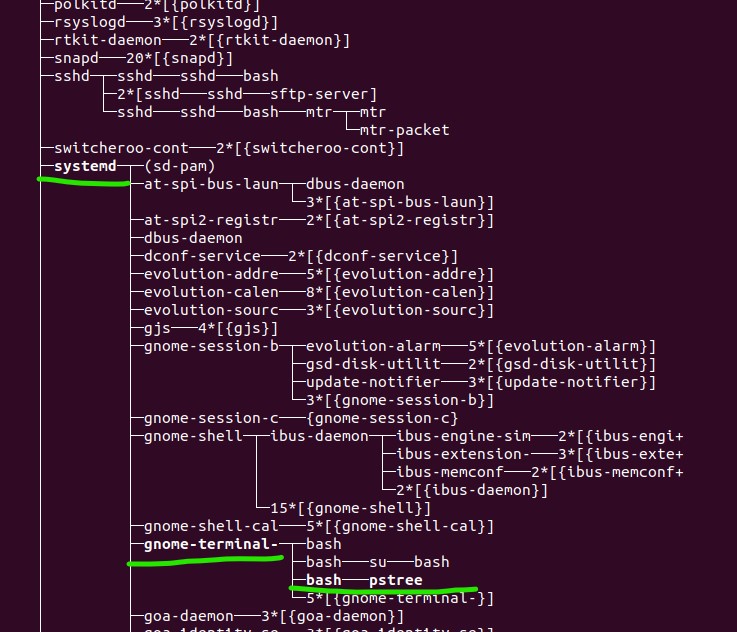 ├─polkitd───2*[{polkitd}]
├─rsyslogd───3*[{rsyslogd}]
├─rtkit-daemon───2*[{rtkit-daemon}]
├─snapd───20*[{snapd}]
├─sshd─┬─sshd───sshd───bash
├─2*[sshd───sshd───sftp-server]
└─sshd───sshd───bash───mtr─┬─mtr
└─mtr-packet
├─switcheroo-cont───2*[{switcheroo-cont}]
├─systemd─┬─(sd-pam)
├─at-spi-bus-laun─┬─dbus-daemon
└─3*[{at-spi-bus-laun}]
├─at-spi2-registr───2*[{at-spi2-registr}]
├─dbus-daemon
├─dconf-service───2*[{dconf-service}]
├─evolution-addre───5*[{evolution-addre}]
├─evolution-calen───8*[{evolution-calen}]
├─evolution-sourc───3*[{evolution-sourc}]
├─gjs───4*[{gjs}]
├─gnome-session-b─┬─evolution-alarm───5*[{evolution-alarm}]
├─gsd-disk-utilit───2*[{gsd-disk-utilit}]
├─update-notifier───3*[{update-notifier}]
└─3*[{gnome-session-b}]
├─gnome-session-c───{gnome-session-c}
├─gnome-shell─┬─ibus-daemon─┬─ibus-engine-sim───2*[{ibus-engi+
├─ibus-extension-───3*[{ibus-exte+
├─ibus-memconf───2*[{ibus-memconf+
└─2*[{ibus-daemon}]
└─15*[{gnome-shell}]
├─gnome-shell-cal───5*[{gnome-shell-cal}]
├─gnome-terminal-─┬─bash
├─bash───su───bash
├─bash───pstree
└─5*[{gnome-terminal-}]
├─goa-daemon───3*[{goa-daemon}]